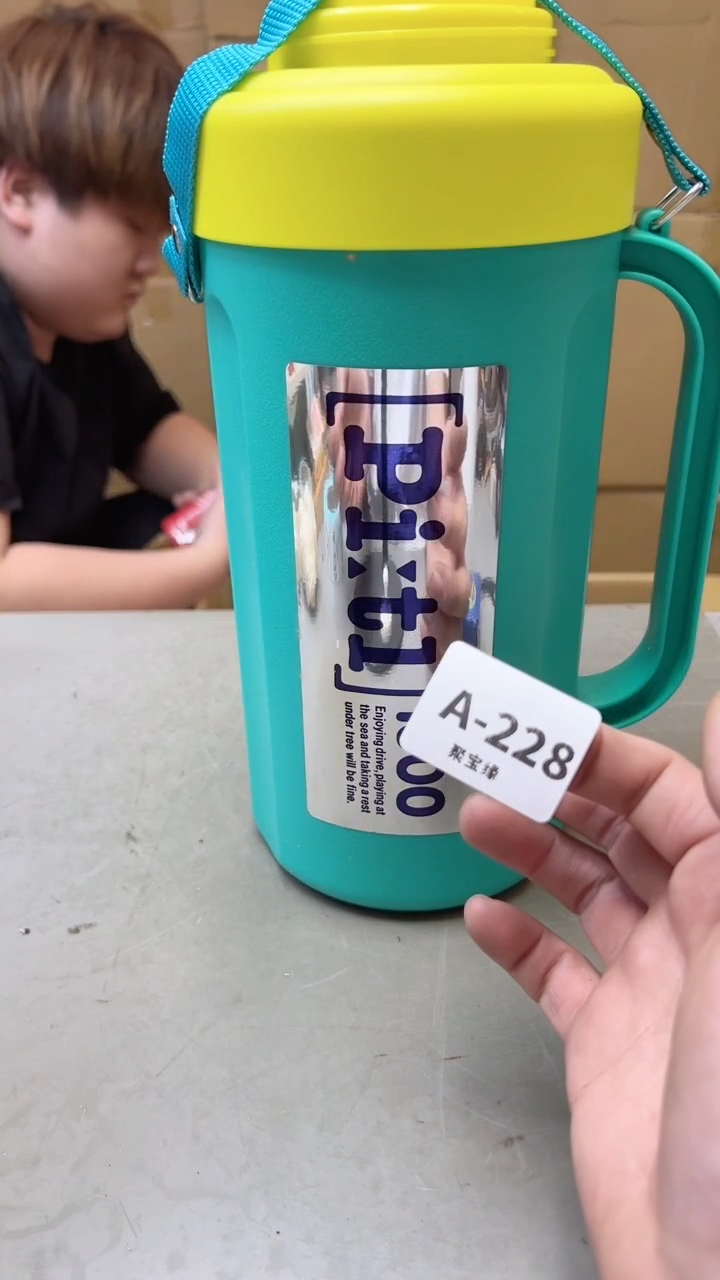 [Pi:tI]
Enjoying drive, playing at
the sea and taking a rest
under tree will be fine.
A-228
聚宝缘